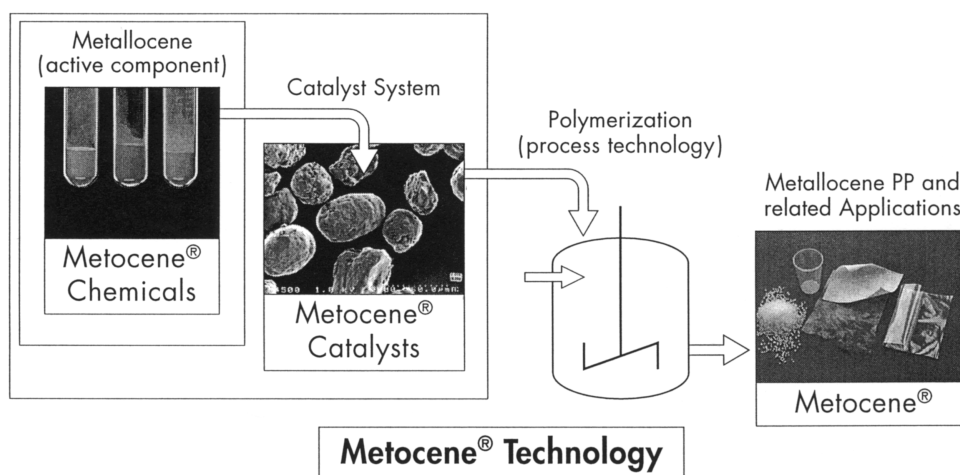 Metallocene
(active component)
Metocene®
Chemicals
Catalyst System
Metocene®
Catalysts
Polymerization
(process technology)
Metallocene PP and
related Applications
Metocene®
Metocene® Technology